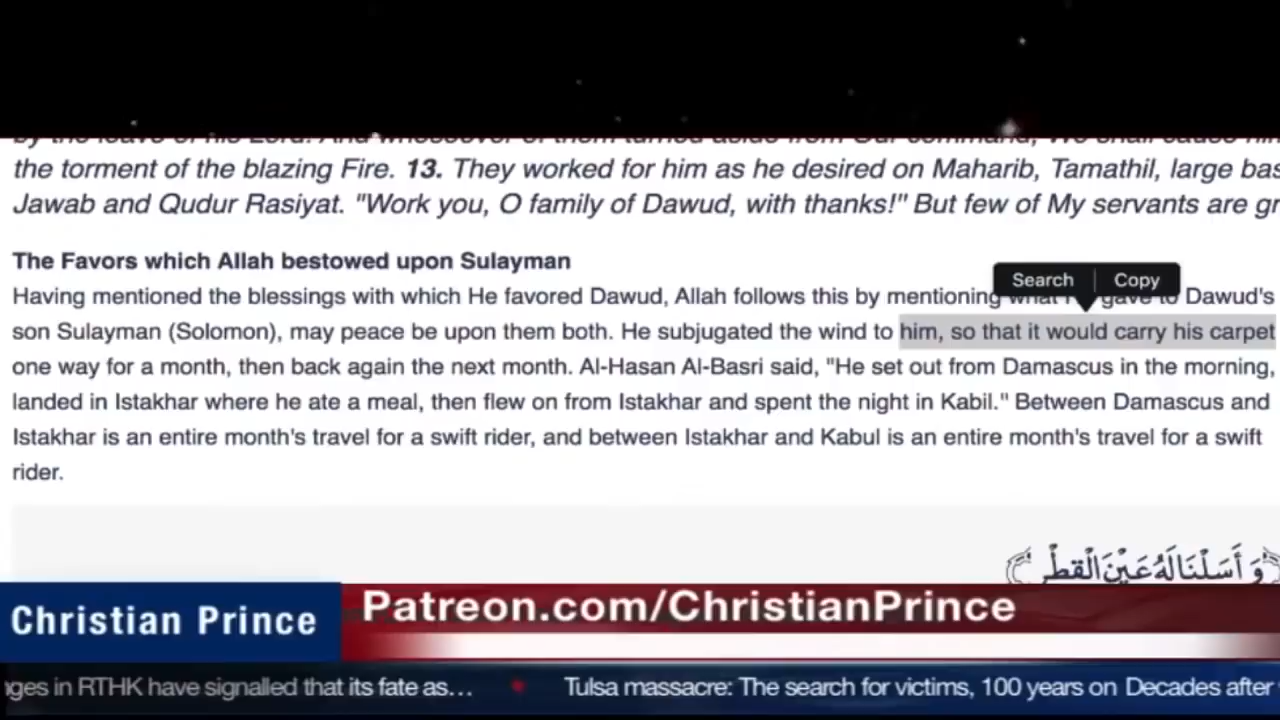 the torment of the blazing Fire. 13. They worked for him as he desired on Maharib, Tamathil, large bas
Jawab and Qudur Rasiyat. "Work you, O family of Dawud, with thanks!" But few of My servants are gr
The Favors which Allah bestowed upon Sulayman
Search Copy
Having mentioned the blessings with which He favored Dawud, Allah follows this by mentioning what He gave to Dawud's
son Sulayman (Solomon), may peace be upon them both. He subjugated the wind to him, so that it would carry his carpet
one way for a month, then back again the next month. Al-Hasan Al-Basri said, "He set out from Damascus in the morning,
landed in Istakhar where he ate a meal, then flew on from Istakhar and spent the night in Kabil." Between Damascus and
Istakhar is an entire month's travel for a swift rider, and between Istakhar and Kabul is an entire month's travel for a swift
rider.
وَأَسَلْنَا لَهُ عَيْنَ الْقِطْرِ
Patreon.com/ChristianPrince
Christian Prince
ges in RTHK have signalled that its fate as… • Tulsa massacre: The search for victims, 100 years on Decades after